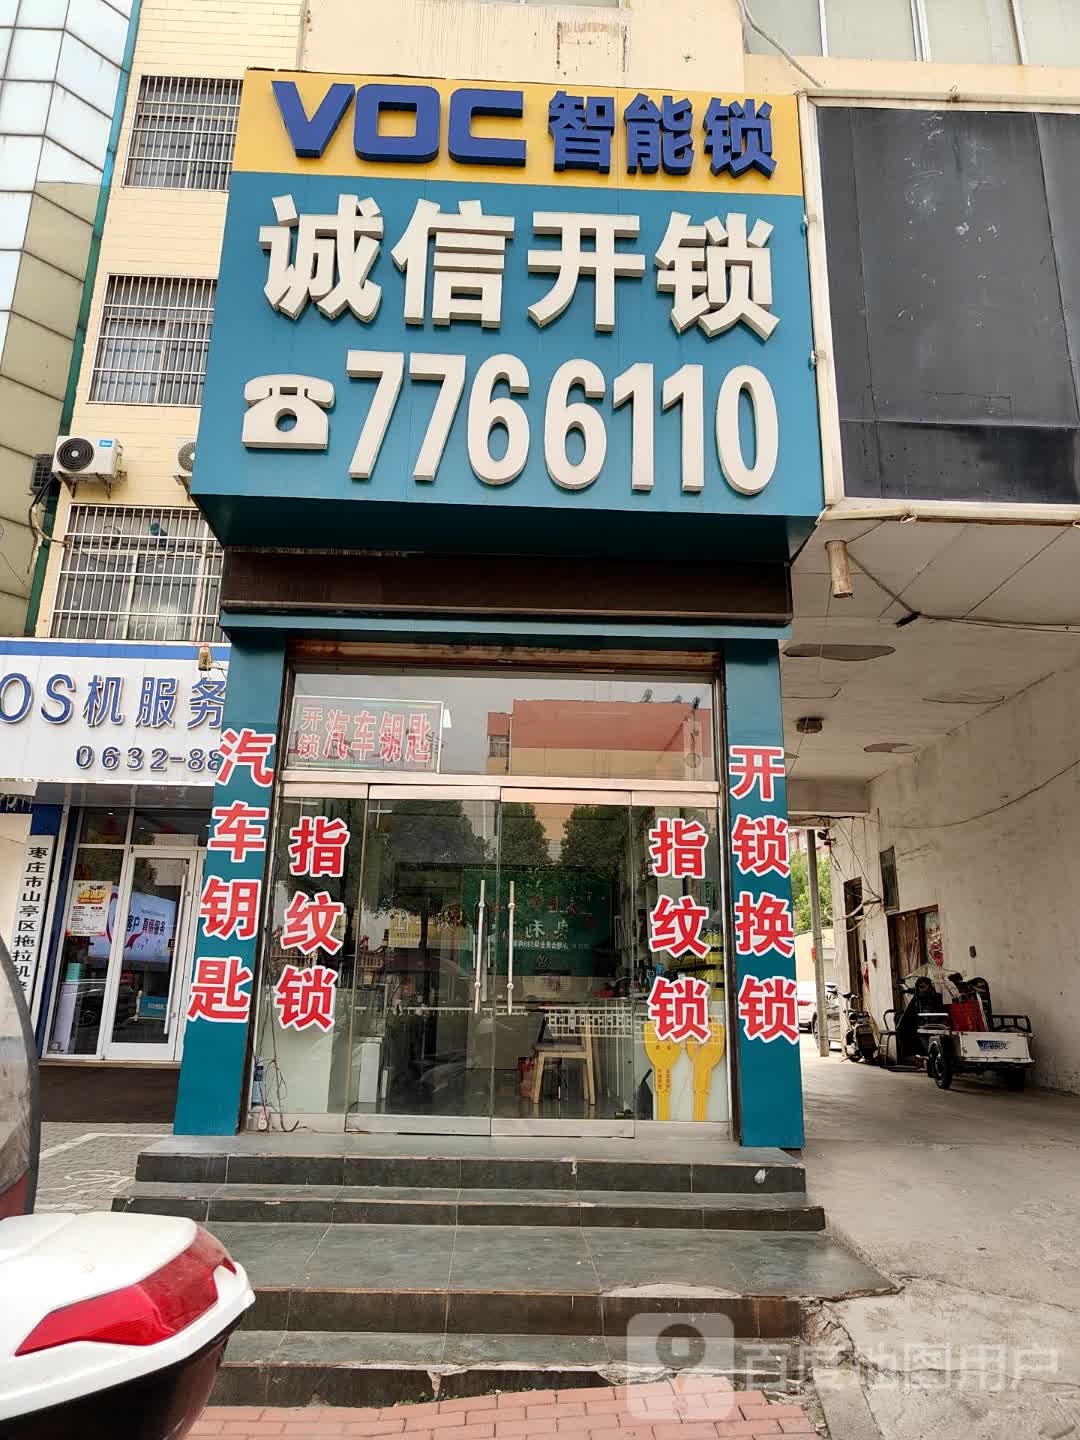 VOC智能锁
诚信开锁
☎7766110
OS机服务
0632-88
枣庄市山亭区拖拉机
开锁 汽车钥匙
汽车钥匙
指纹锁
指纹锁
开锁换锁
百度地图用户